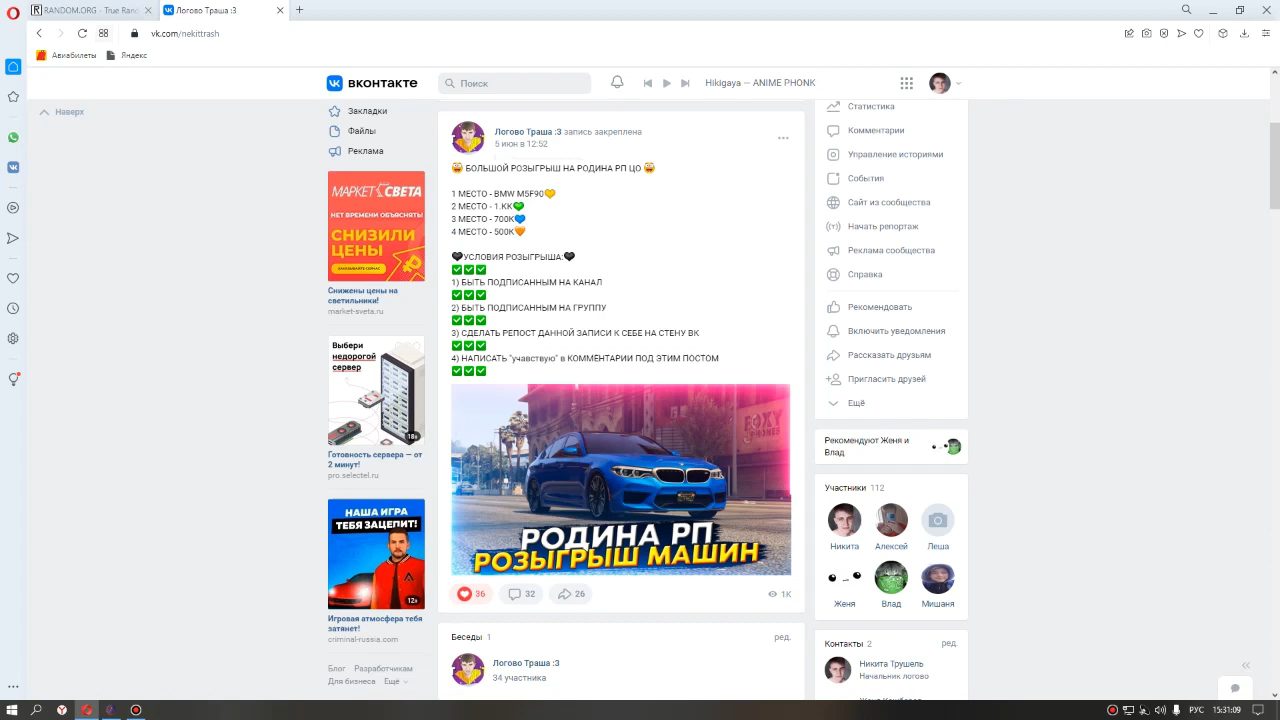 RANDOM.ORG - True Rand
Логово Траша :3
vk.com/nekittrash
Авиабилеты
Яндекс
вконтакте
Поиск
Hikigaya — ANIME PHONK
Наверх
Закладки
Файлы
Реклама
МАРКЕТ СВЕТА
НЕТ ВРЕМЕНИ ОБЪЯСНЯТЬ!
СНИЗИЛИ
ЦЕНЫ
Снижены цены на
светильники!
market-sveta.ru
Выбери
недорогой
сервер
18+
Готовность сервера — от
2 минут!
pro.selectel.ru
НАША ИГРА
ТЕБЯ ЗАЦЕПИТ!
12+
Игровая атмосфера тебя
затянет!
criminal-russia.com
Блог Разработчикам
Для бизнеса Ещё
Логово Траша :3 запись закреплена
5 июн в 12:52
БОЛЬШОЙ РОЗЫГРЫШ НА РОДИНА РП ЦО
1 МЕСТО - BMW M5F90
2 МЕСТО - 1.КК
3 МЕСТО - 700К
4 МЕСТО - 500К
УСЛОВИЯ РОЗЫГРЫША:
1) БЫТЬ ПОДПИСАННЫМ НА КАНАЛ
2) БЫТЬ ПОДПИСАННЫМ НА ГРУППУ
3) СДЕЛАТЬ РЕПОСТ ДАННОЙ ЗАПИСИ К СЕБЕ НА СТЕНУ ВК
4) НАПИСАТЬ "учавствую" в КОММЕНТАРИИ ПОД ЭТИМ ПОСТОМ
FOXY
PHONES
РОДИНА РП
РОЗЫГРЫШ МАШИН
36
32
26
1K
Беседы 1
ред.
Логово Траша :3
34 участника
Статистика
Комментарии
Управление историями
События
Сайт из сообщества
Начать репортаж
Реклама сообщества
Справка
Рекомендовать
Включить уведомления
Рассказать друзьям
Пригласить друзей
Ещё
Рекомендуют Женя и
Влад
Участники 112
Никита
Алексей
Леша
Женя
Влад
Мишаня
Контакты 2
ред.
Никита Трушель
Начальник логово
РУС
15:31:09